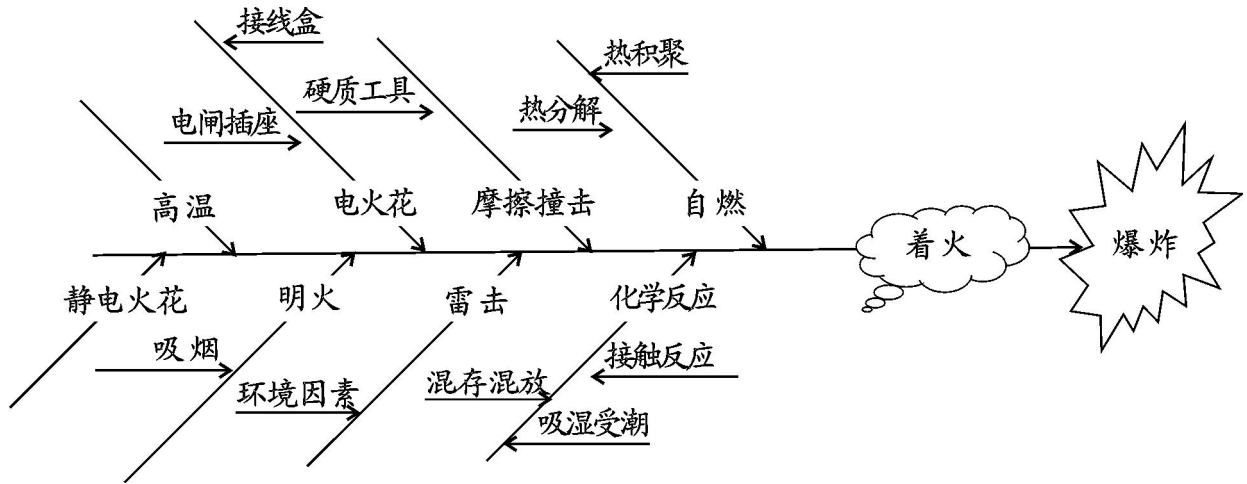 接线盒
硬质工具
热积聚
热分解
电闸插座
高温
电火花
摩擦撞击
自燃
着火
爆炸
静电火花
明火
雷击
化学反应
吸烟
接触反应
混存混放
环境因素
吸湿受潮